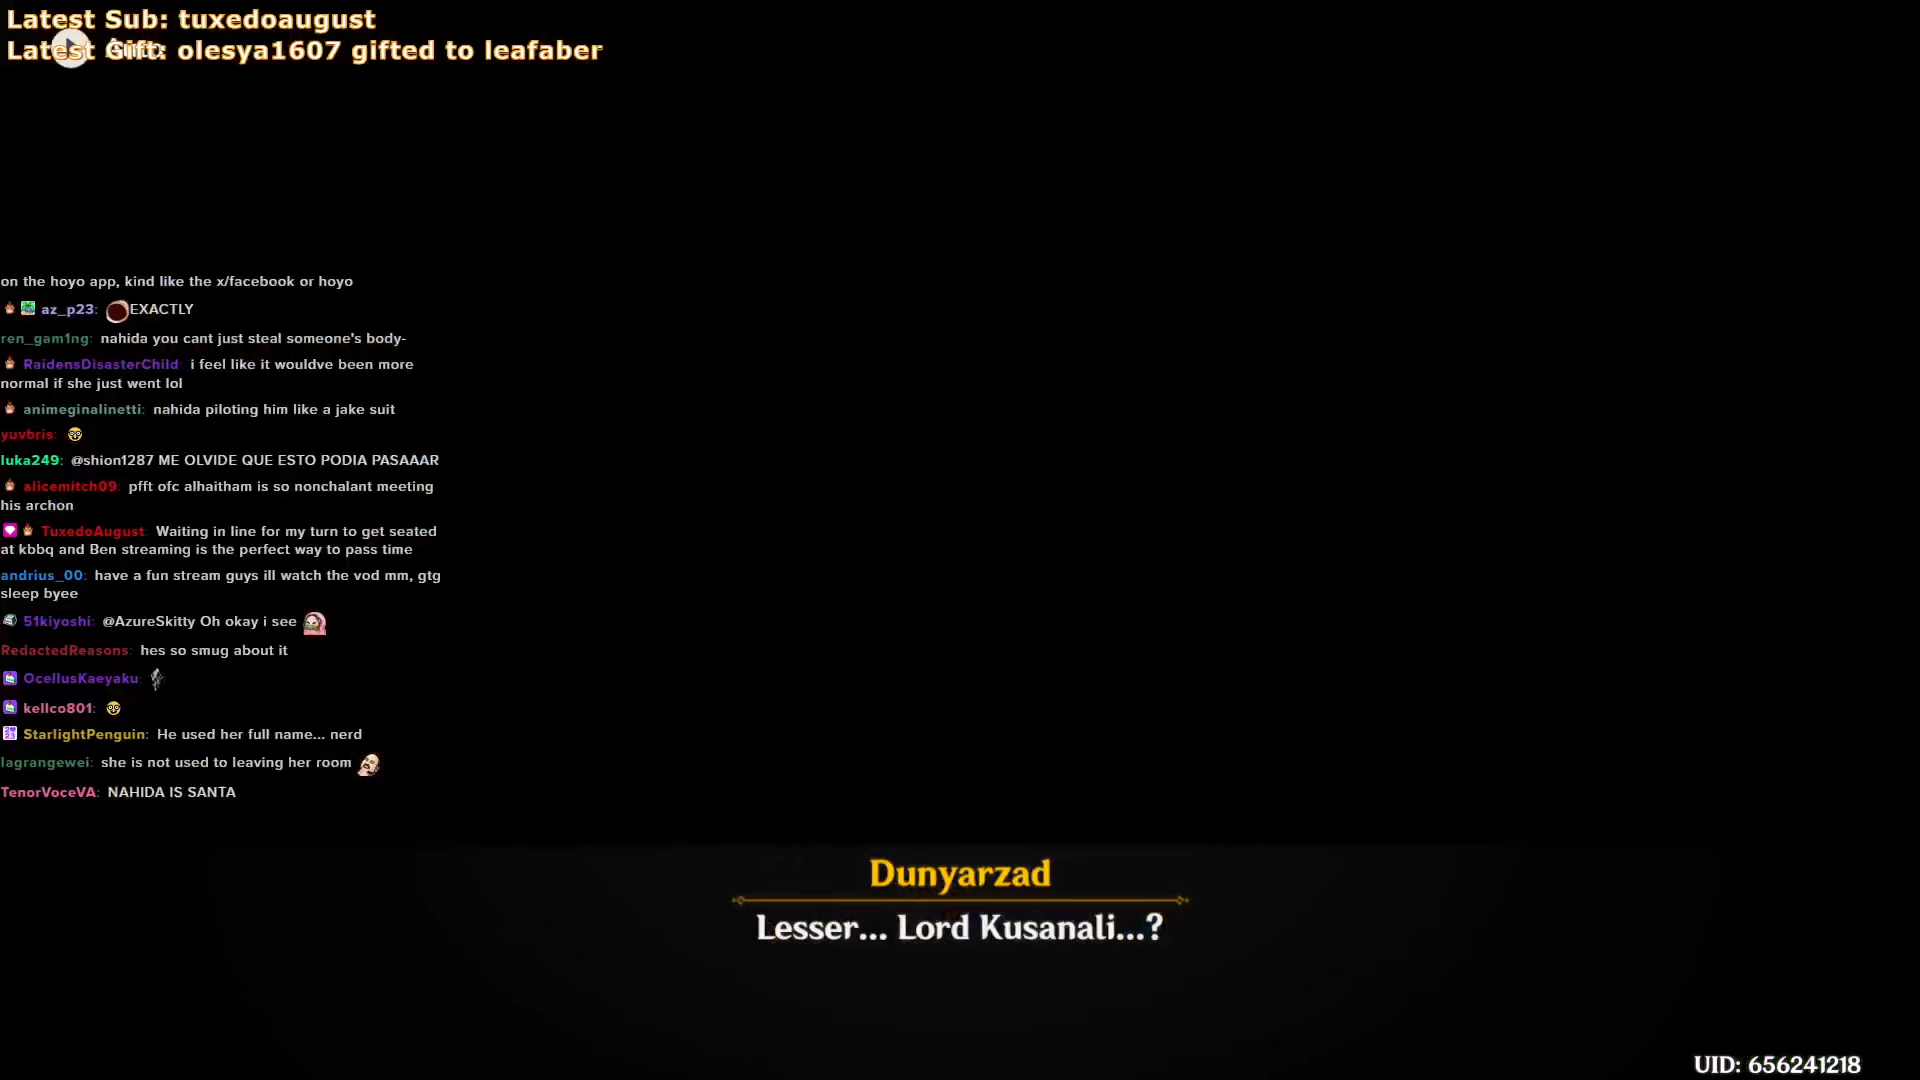 Latest Sub: tuxedoaugust
Latest Gift: olesya1607 gifted to leafaber
on the hoyo app, kind like the x/facebook or hoyo
az_p23: EXACTLY
ren_gam1ng: nahida you cant just steal someone's body-
RaidensDisasterChild: i feel like it wouldve been more
normal if she just went lol
animeginalinetti: nahida piloting him like a jake suit
yuvbris:
luka249: @shion1287 ME OLVIDE QUE ESTO PODIA PASAAAR
alicemitch09: pfft ofc alhaitham is so nonchalant meeting
his archon
TuxedoAugust: Waiting in line for my turn to get seated
at kbbq and Ben streaming is the perfect way to pass time
andrius_00: have a fun stream guys ill watch the vod mm, gtg
sleep byee
51kiyoshi: @AzureSkitty Oh okay i see
RedactedReasons: hes so smug about it
OcellusKaeyaku:
kellco801:
StarlightPenguin: He used her full name... nerd
lagrangewei: she is not used to leaving her room
TenorVoceVA: NAHIDA IS SANTA
Dunyarzad
Lesser... Lord Kusanali...?
UID: 656241218